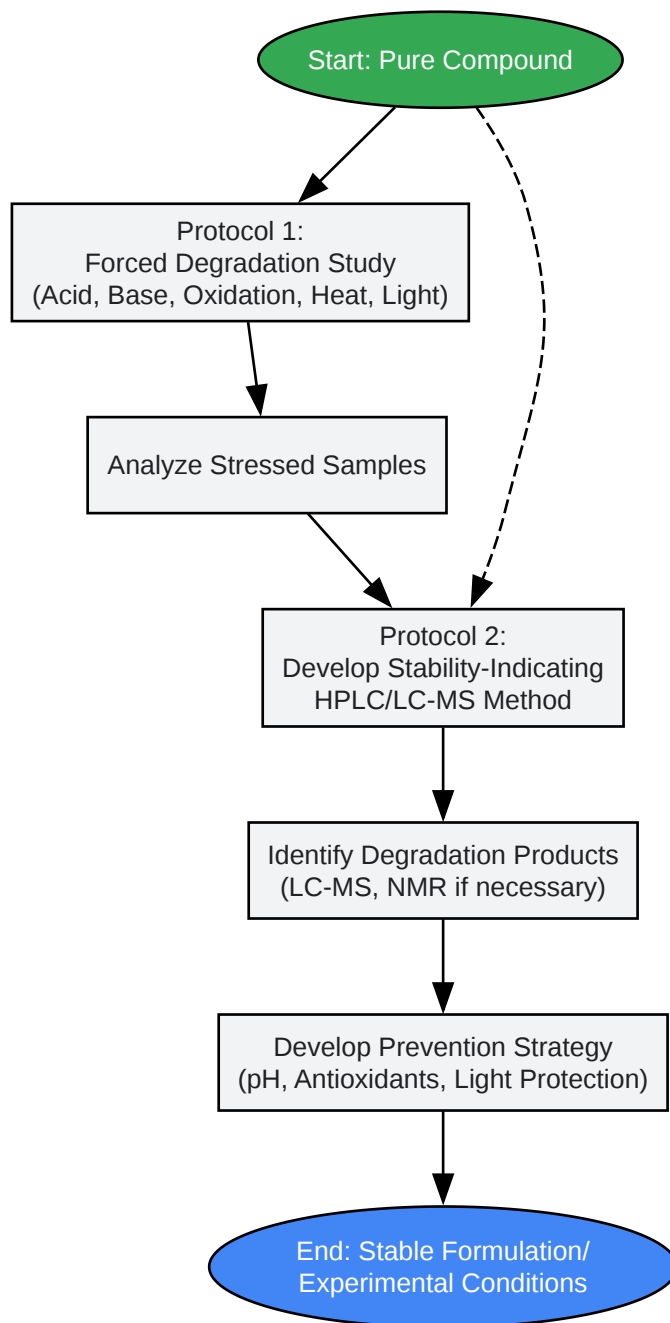 Start: Pure Compound
Protocol 1:
Forced Degradation Study
(Acid, Base, Oxidation, Heat, Light)
Analyze Stressed Samples
Protocol 2:
Develop Stability-Indicating
HPLC/LC-MS Method
Identify Degradation Products
(LC-MS, NMR if necessary)
Develop Prevention Strategy
(pH, Antioxidants, Light Protection)
End: Stable Formulation/
Experimental Conditions